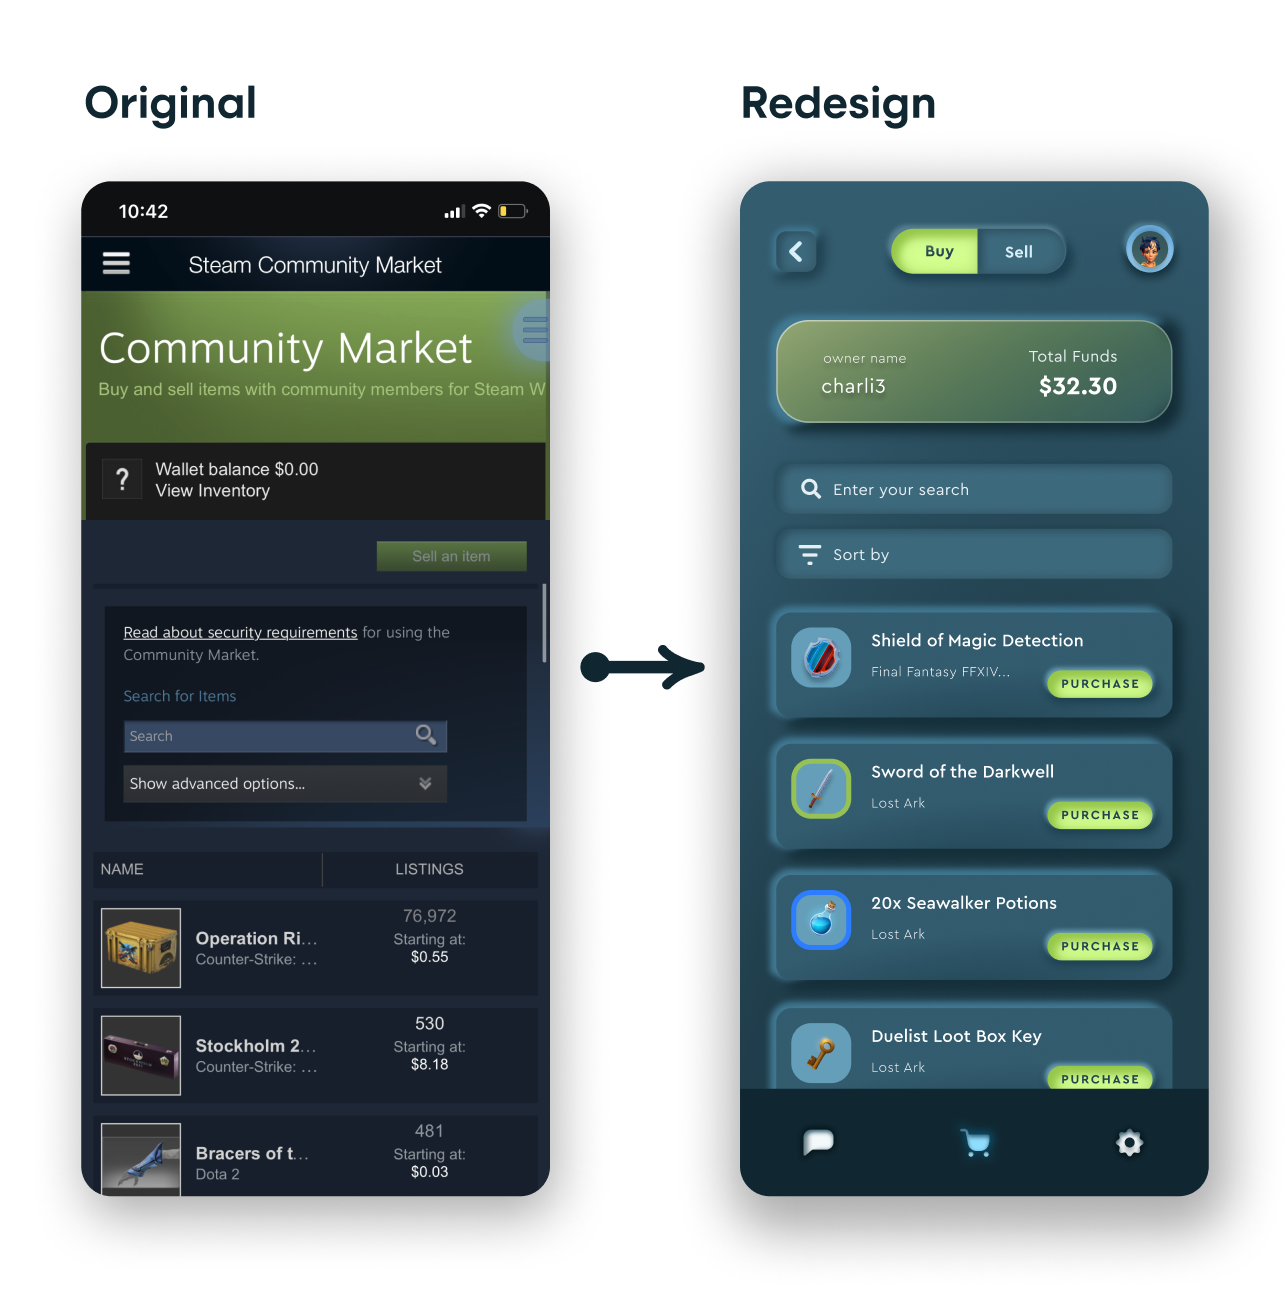 Original
Redesign
10:42
Steam Community Market
Community Market
Buy and sell items with community members for Steam W
?
Wallet balance $0.00
View Inventory
Sell an item
Read about security requirements for using the
Community Market.
Search for Items
Search
Show advanced options...
NAME
LISTINGS
Operation Ri...
Counter-Strike: ...
76,972
Starting at:
$0.55
Stockholm 2...
Counter-Strike: ...
530
Starting at:
$8.18
Bracers of t...
Dota 2
481
Starting at:
$0.03
Buy
Sell
owner name
charli3
Total Funds
$32.30
Enter your search
Sort by
Shield of Magic Detection
Final Fantasy FFXIV...
PURCHASE
Sword of the Darkwell
Lost Ark
PURCHASE
20x Seawalker Potions
Lost Ark
PURCHASE
Duelist Loot Box Key
Lost Ark
PURCHASE